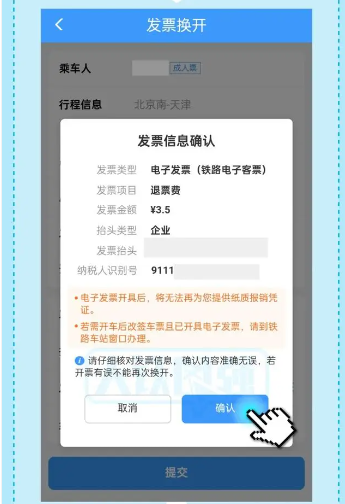 发票换开
乘车人 成人票
行程信息 北京南-天津
发票信息确认
发票类型 电子发票（铁路电子客票）
发票项目 退票费
发票金额 ¥3.5
抬头类型 企业
发票抬头
纳税人识别号 9111
•电子发票开具后，将无法再为您提供纸质报销凭
证。
•若需开车后改签车票且已开具电子发票，请到铁
路车站窗口办理。
请仔细核对发票信息，确认内容准确无误，若
开票有误不能再次换开。
取消 确认
提交